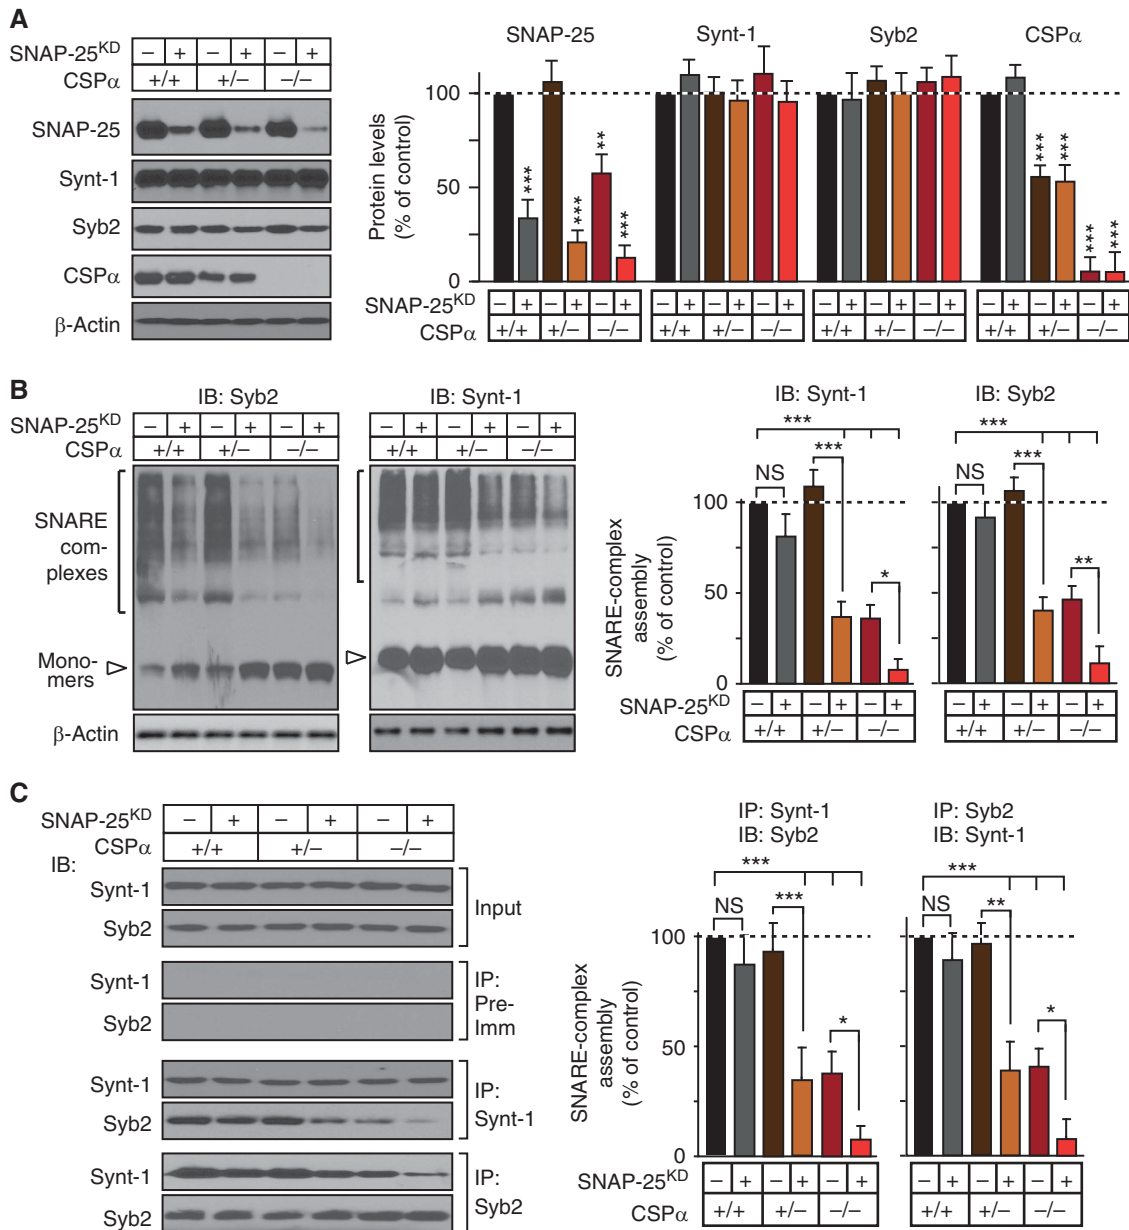 A
SNAP-25KD − + − + − +
CSPα +/+ +/− −/−
SNAP-25
Synt-1
Syb2
CSPα
β-Actin
SNAP-25 Synt-1 Syb2 CSPα
Protein levels
(% of control)
100
50
0
*** *** ** *** *** *** *** ***
SNAP-25KD − + − + − + − + − + − + − + − + − + − + − + − +
CSPα +/+ +/− −/− +/+ +/− −/− +/+ +/− −/− +/+ +/− −/−
B
IB: Syb2 IB: Synt-1
SNAP-25KD − + − + − + − + − + − +
CSPα +/+ +/− −/− +/+ +/− −/−
SNARE
com-
plexes
Mono-
mers
β-Actin
IB: Synt-1 IB: Syb2
*** ***
*** ***
NS NS
* **
SNARE-complex
assembly
(% of control)
100
50
0
SNAP-25KD − + − + − + − + − + − +
CSPα +/+ +/− −/− +/+ +/− −/−
C
SNAP-25KD − + − + − +
CSPα +/+ +/− −/−
IB:
Synt-1
Syb2
Input
Synt-1
Syb2
IP:
Pre-
Imm
Synt-1
Syb2
IP:
Synt-1
Synt-1
Syb2
IP:
Syb2
IP: Synt-1 IP: Syb2
IB: Syb2 IB: Synt-1
*** ***
NS *** NS **
* *
SNARE-complex
assembly
(% of control)
100
50
0
SNAP-25KD − + − + − + − + − + − +
CSPα +/+ +/− −/− +/+ +/− −/−